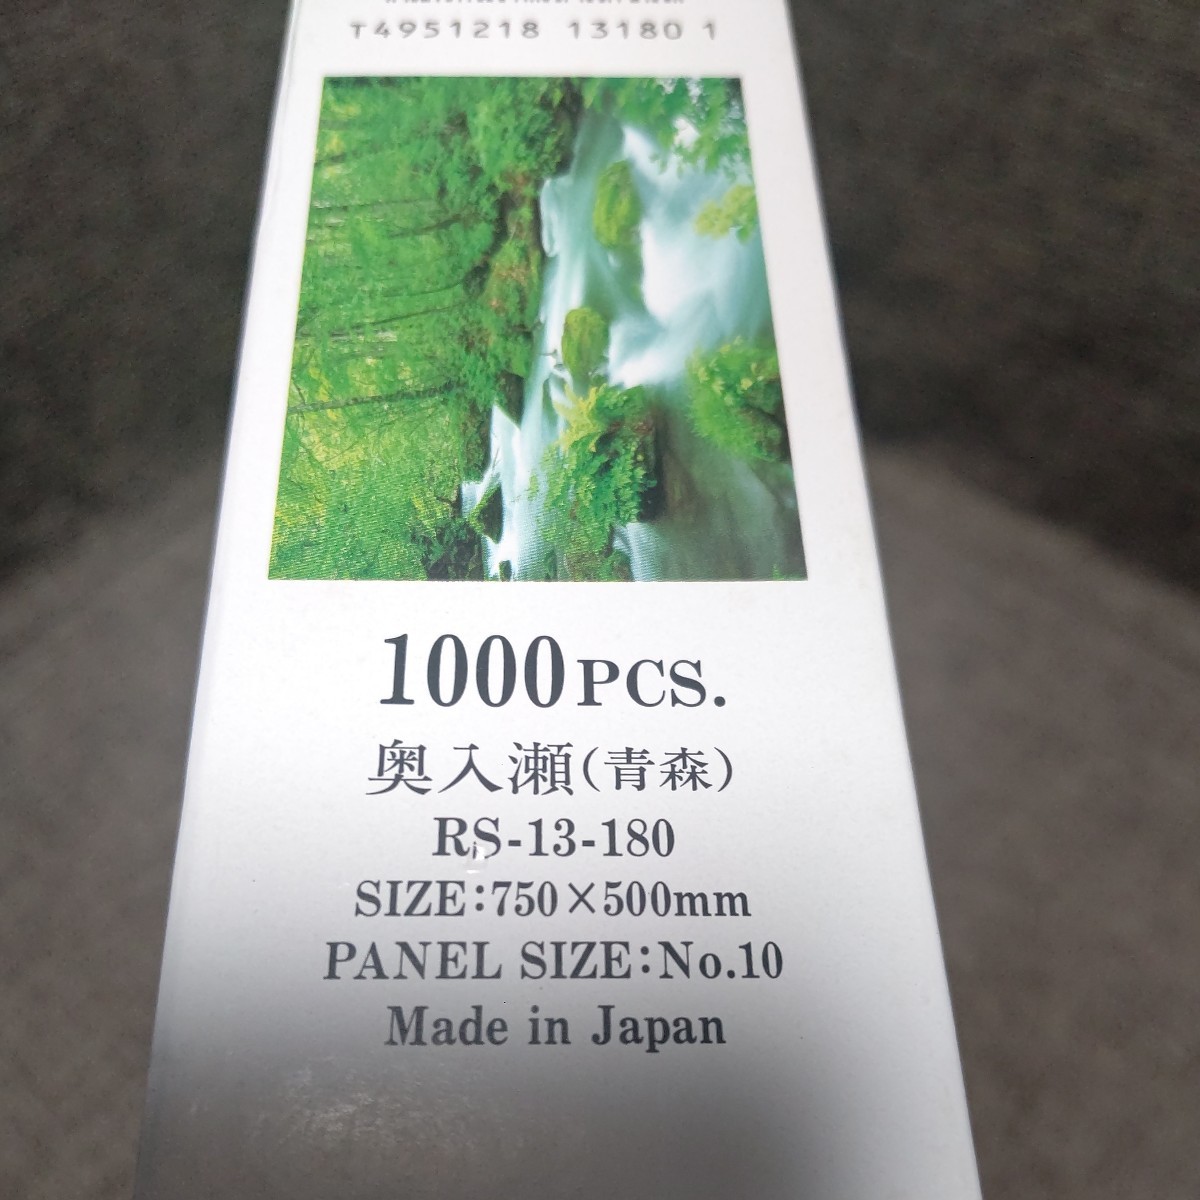 T4951218 13180 1
1000PCS.
奥入瀬(青森)
RS-13-180
SIZE:750×500mm
PANEL SIZE:No.10
Made in Japan